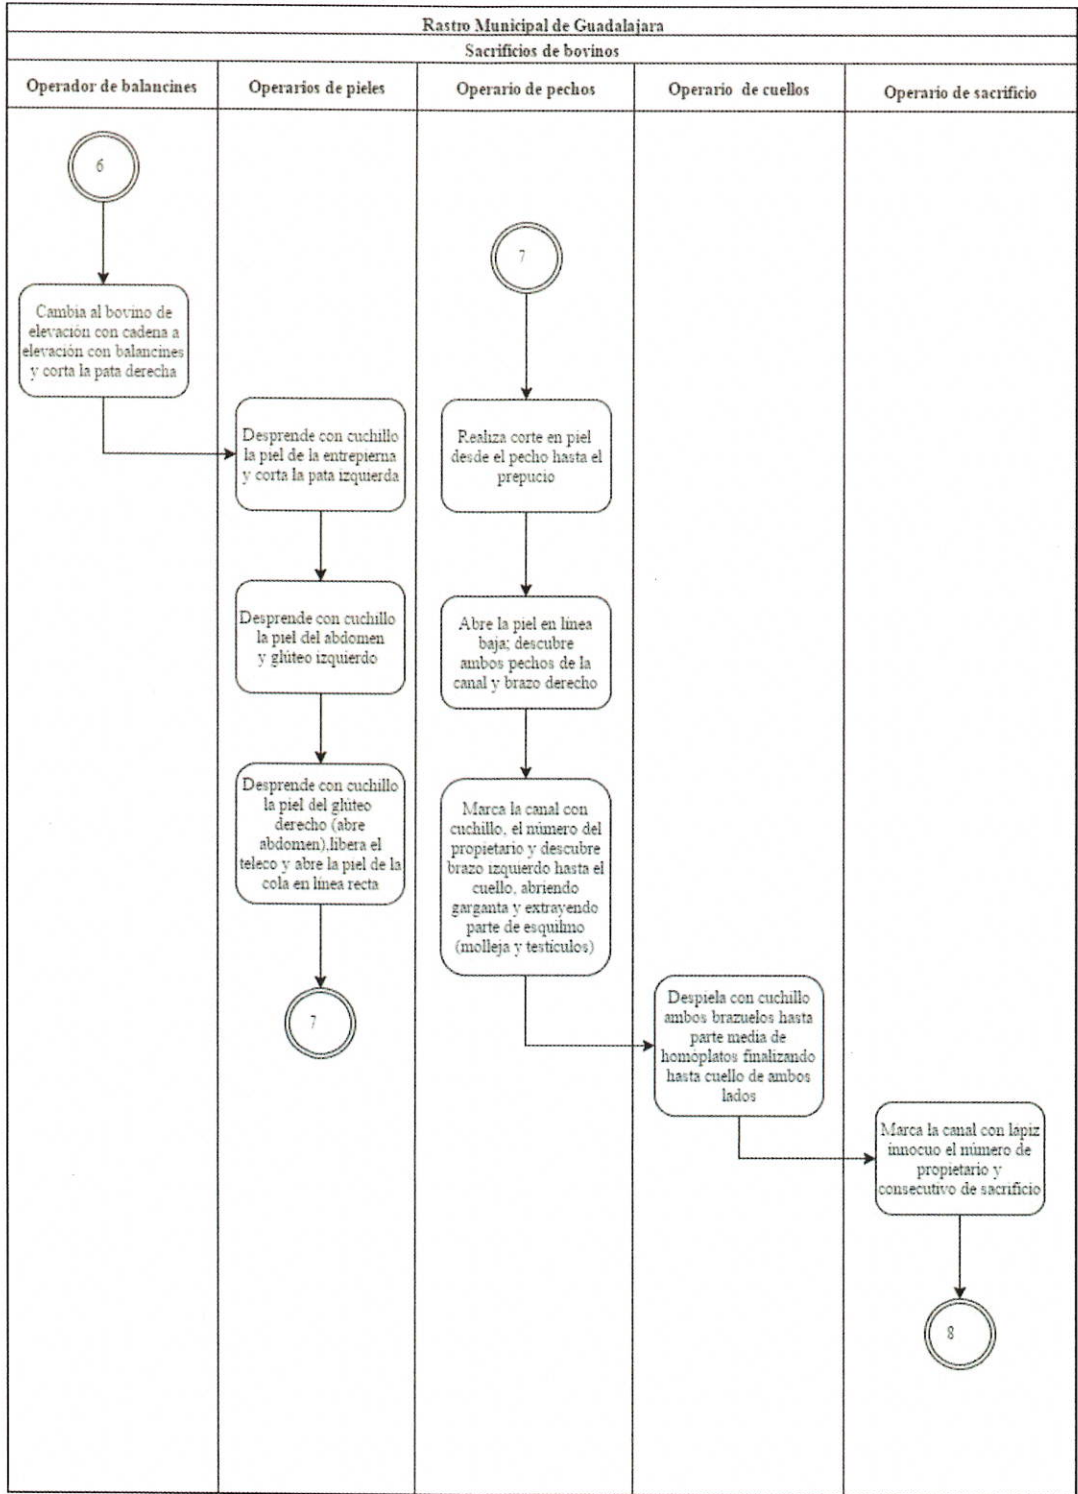 Rastro Municipal de Guadalajara
Sacrificios de bovinos
Operador de balancines
Operarios de pieles
Operario de pechos
Operario de cuellos
Operario de sacrificio
6
Cambia al bovino de
elevación con cadena a
elevación con balancines
y corta la pata derecha
Desprende con cuchillo
la piel de la entrepierna
y corta la pata izquierda
Desprende con cuchillo
la piel del abdomen
y glúteo izquierdo
Desprende con cuchillo
la piel del glúteo
derecho (abre
abdomen),libera el
teleco y abre la piel de la
cola en línea recta
7
7
Realiza corte en piel
desde el pecho hasta el
prepucio
Abre la piel en línea
baja; descubre
ambos pechos de la
canal y brazo derecho
Marca la canal con
cuchillo, el número del
propietario y descubre
brazo izquierdo hasta el
cuello, abriendo
garganta y extrayendo
parte de esquilmo
(molleja y testículos)
Despiela con cuchillo
ambos brazuelos hasta
parte media de
homóplatos finalizando
hasta cuello de ambos
lados
Marca la canal con lápiz
innocuo el número de
propietario y
consecutivo de sacrificio
8